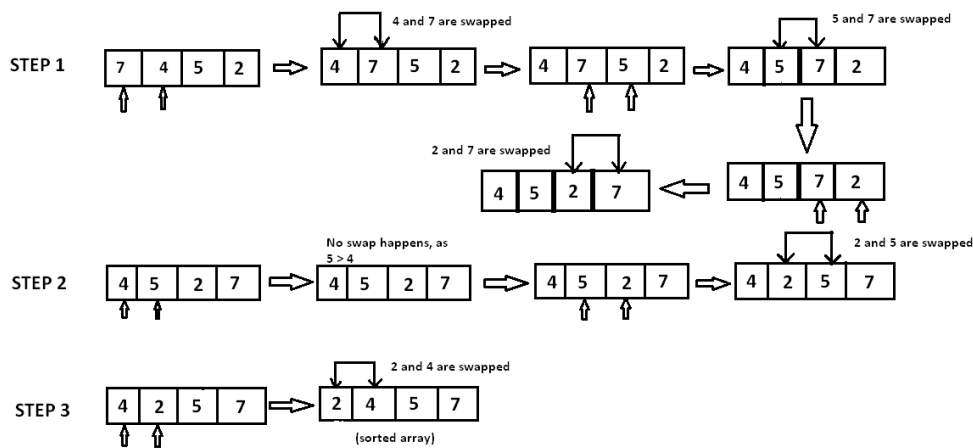 4 and 7 are swapped
5 and 7 are swapped
STEP 1
7 4 5 2
4 7 5 2
4 7 5 2
4 5 7 2
2 and 7 are swapped
4 5 2 7
4 5 7 2
No swap happens, as
5 > 4
2 and 5 are swapped
STEP 2
4 5 2 7
4 5 2 7
4 5 2 7
4 2 5 7
2 and 4 are swapped
STEP 3
4 2 5 7
2 4 5 7
(sorted array)